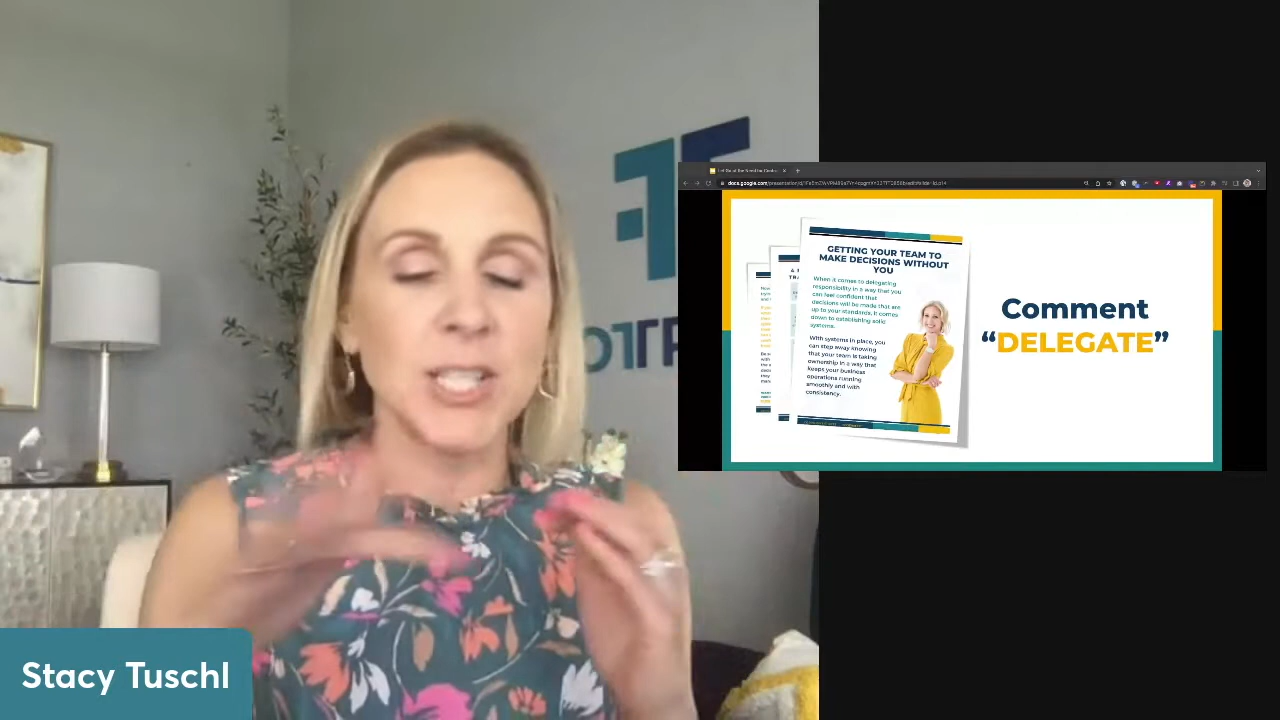 docs.google.com
GETTING YOUR TEAM TO
MAKE DECISIONS WITHOUT
YOU
When it comes to delegating
responsibility in a way that you
can feel confident that
decisions will be made that are
up to your standards, it comes
down to establishing solid
systems.
With systems in place, you
can step away knowing
that your team is taking
ownership in a way that
keeps your business
operations running
smoothly and with
consistency.
Comment
“DELEGATE”
Stacy Tuschl